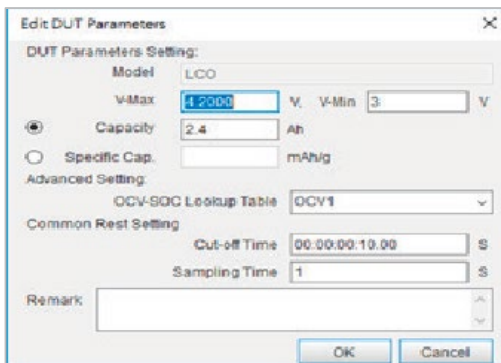 Edit DUT Parameters
DUT Parameters Setting:
Model LCO
V-Max 4.2000 V, V-Min 3 V
Capacity 2.4 Ah
Specific Cap. mAh/g
Advanced Setting:
OCV-SOC Lookup Table OCV1
Common Rest Setting
Cut-off Time 00:00:00:10.00 S
Sampling Time 1 S
Remark
OK Cancel